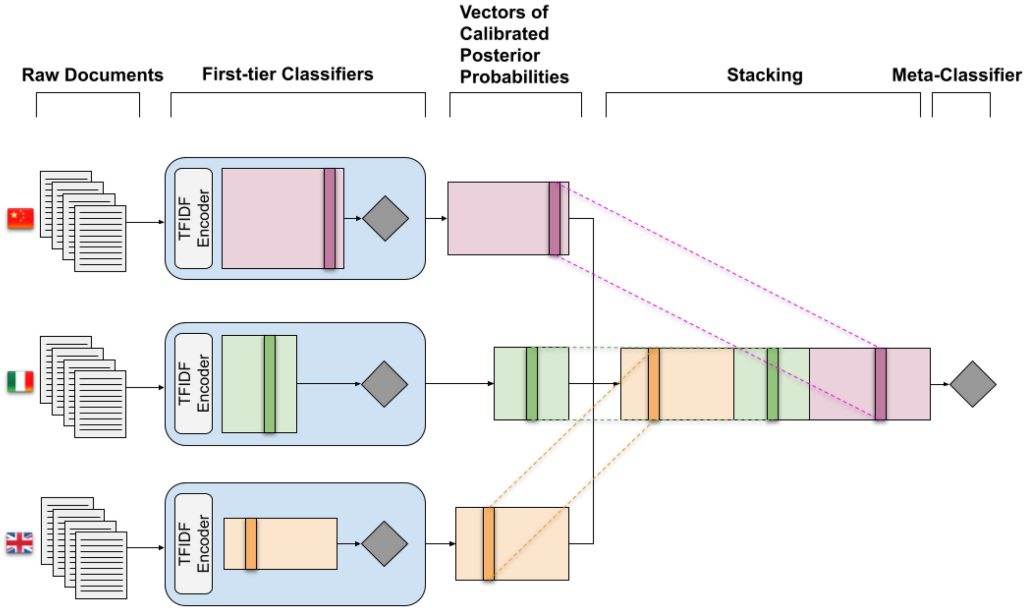 Vectors of
Calibrated
Posterior
Probabilities
Raw Documents
First-tier Classifiers
Stacking
Meta-Classifier
TFIDF
Encoder
TFIDF
Encoder
TFIDF
Encoder